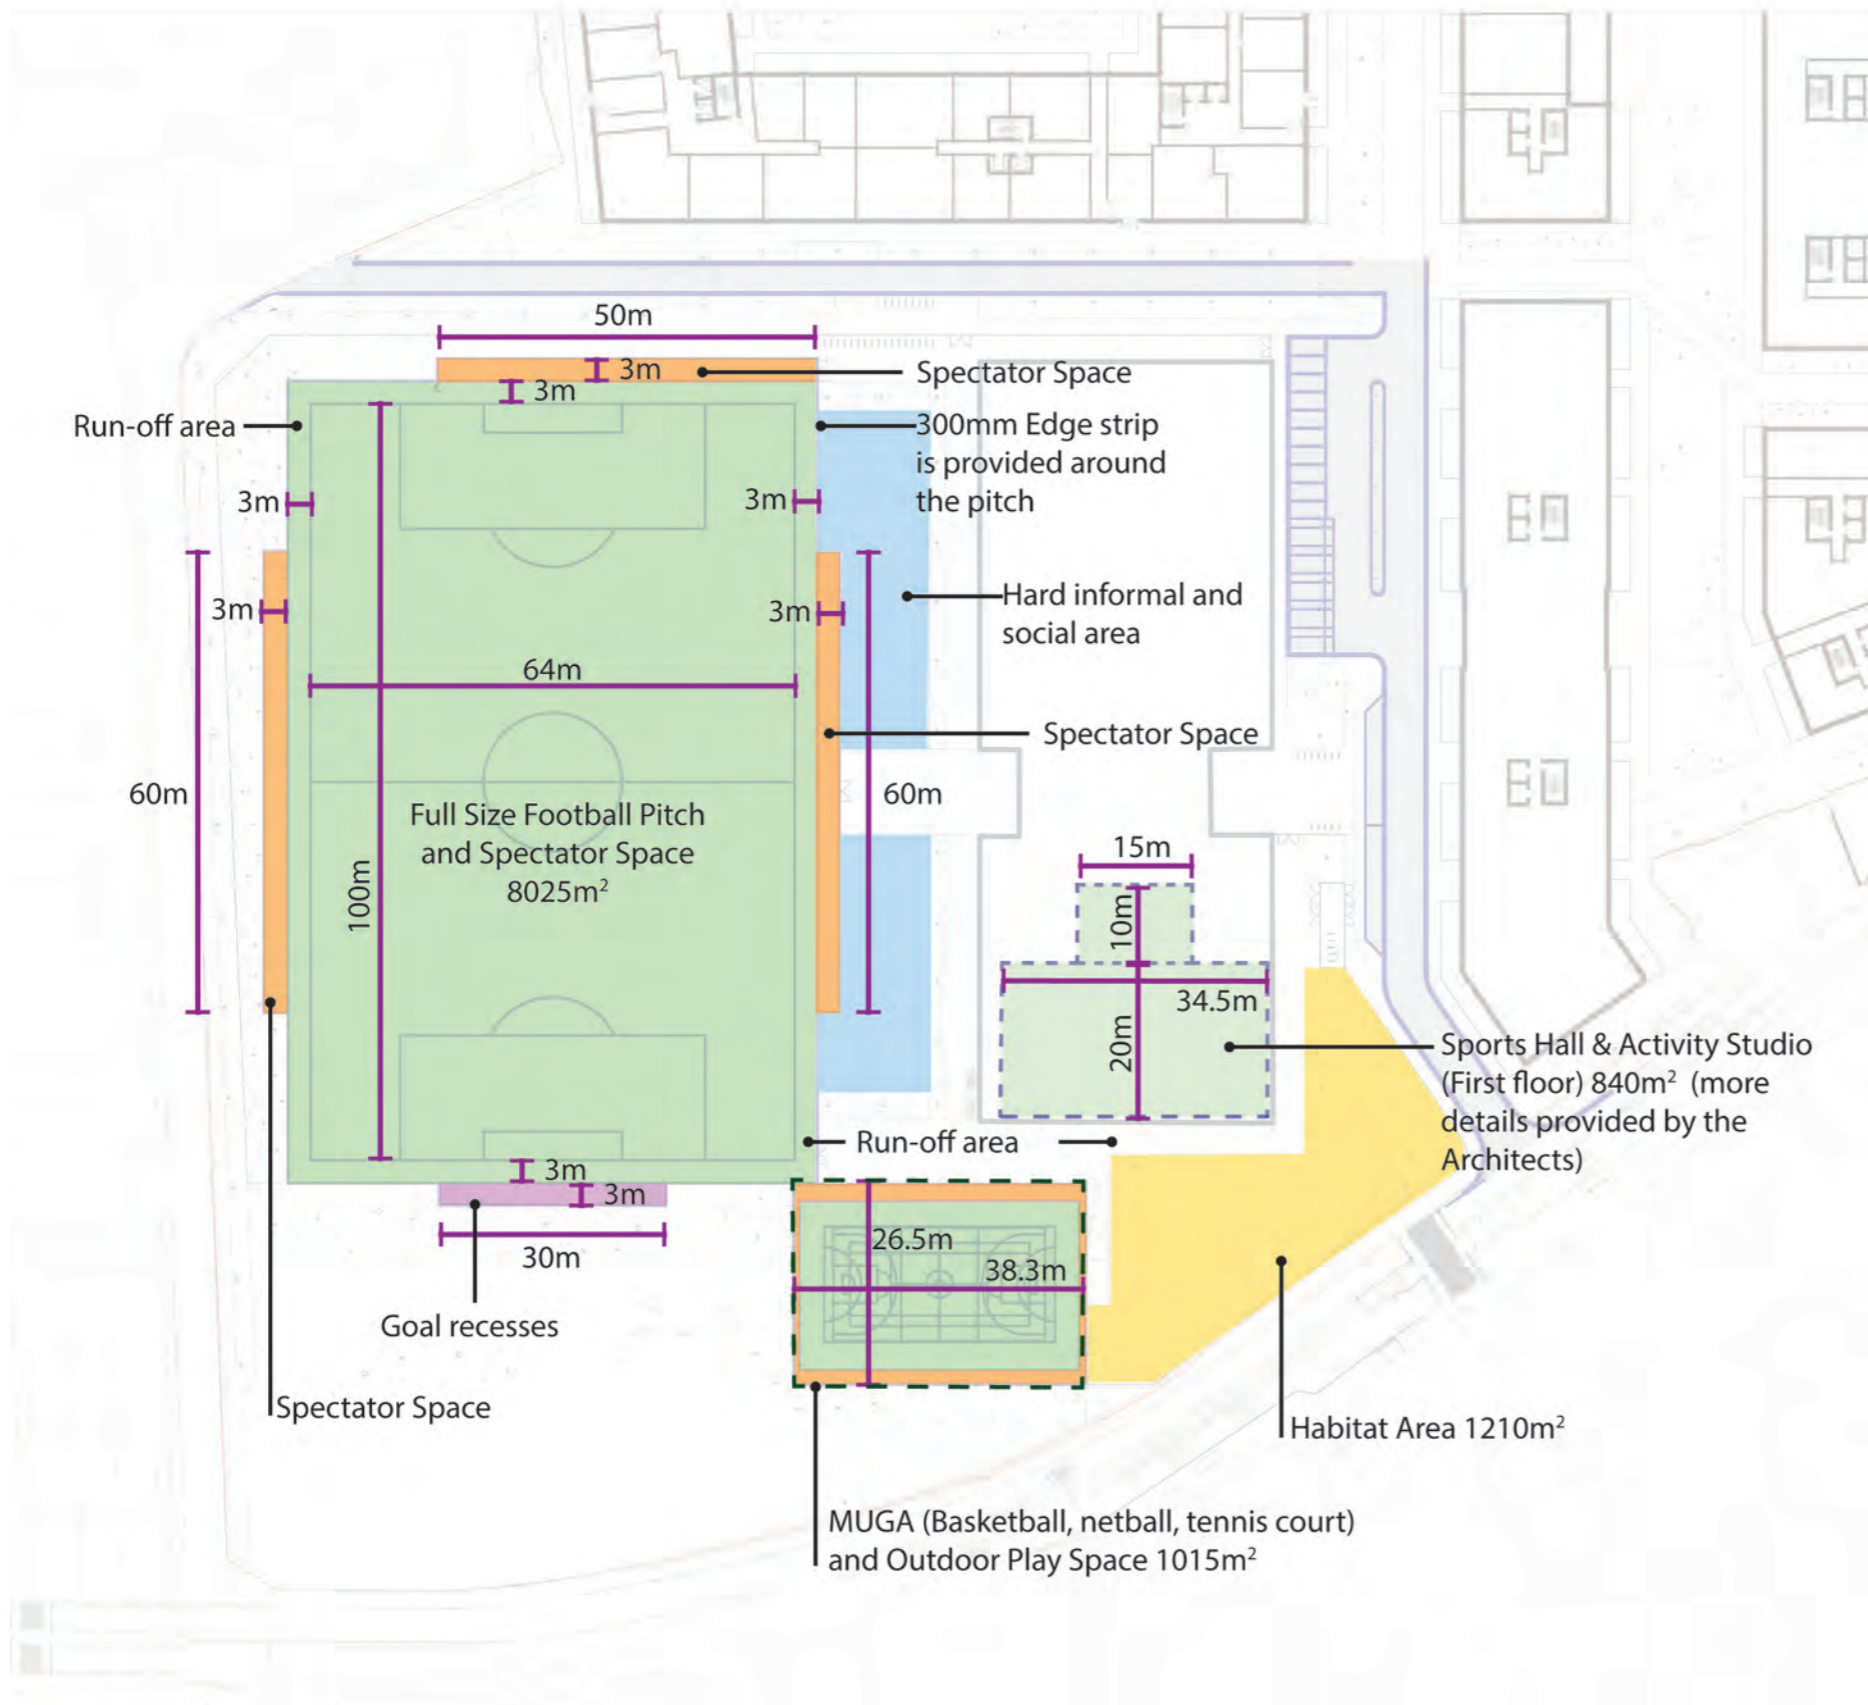 50m
3m
Spectator Space
3m
Run-off area
300mm Edge strip
is provided around
the pitch
3m
3m
Hard informal and
social area
3m
3m
64m
Spectator Space
60m
60m
Full Size Football Pitch
and Spectator Space
8025m²
100m
15m
10m
34.5m
20m
Sports Hall & Activity Studio
(First floor) 840m² (more
details provided by the
Architects)
Run-off area
3m
3m
26.5m
38.3m
30m
Goal recesses
Spectator Space
Habitat Area 1210m²
MUGA (Basketball, netball, tennis court)
and Outdoor Play Space 1015m²